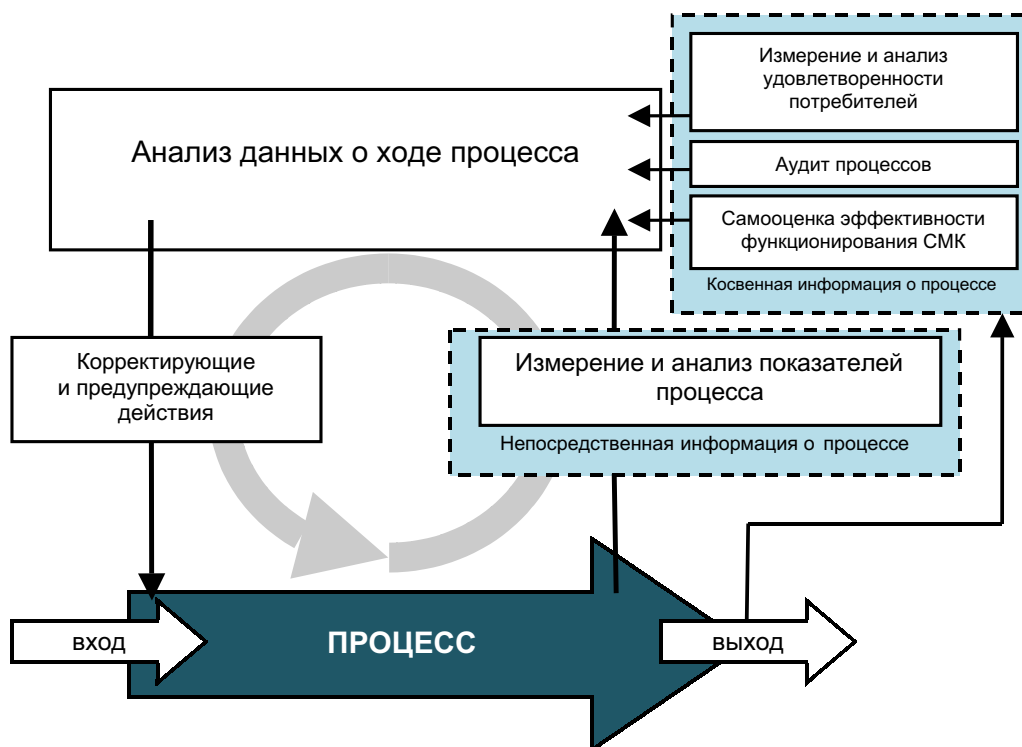 Измерение и анализ
удовлетворенности
потребителей
Анализ данных о ходе процесса
Аудит процессов
Самооценка эффективности
функционирования СМК
Косвенная информация о процессе
Корректирующие
и предупреждающие
действия
Измерение и анализ показателей
процесса
Непосредственная информация о процессе
вход
ПРОЦЕСС
выход